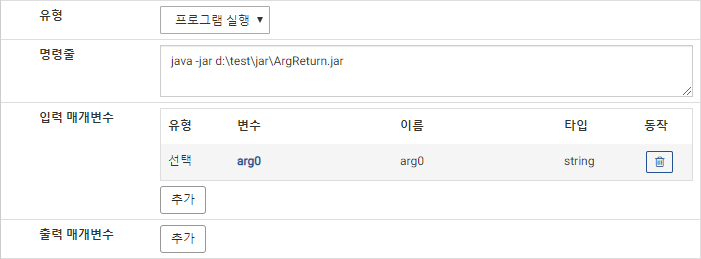 유형 프로그램 실행
명령줄 java -jar d:\test\jar\ArgReturn.jar
입력 매개변수 유형 변수 이름 타입 동작
선택 arg0 arg0 string
추가
출력 매개변수 추가